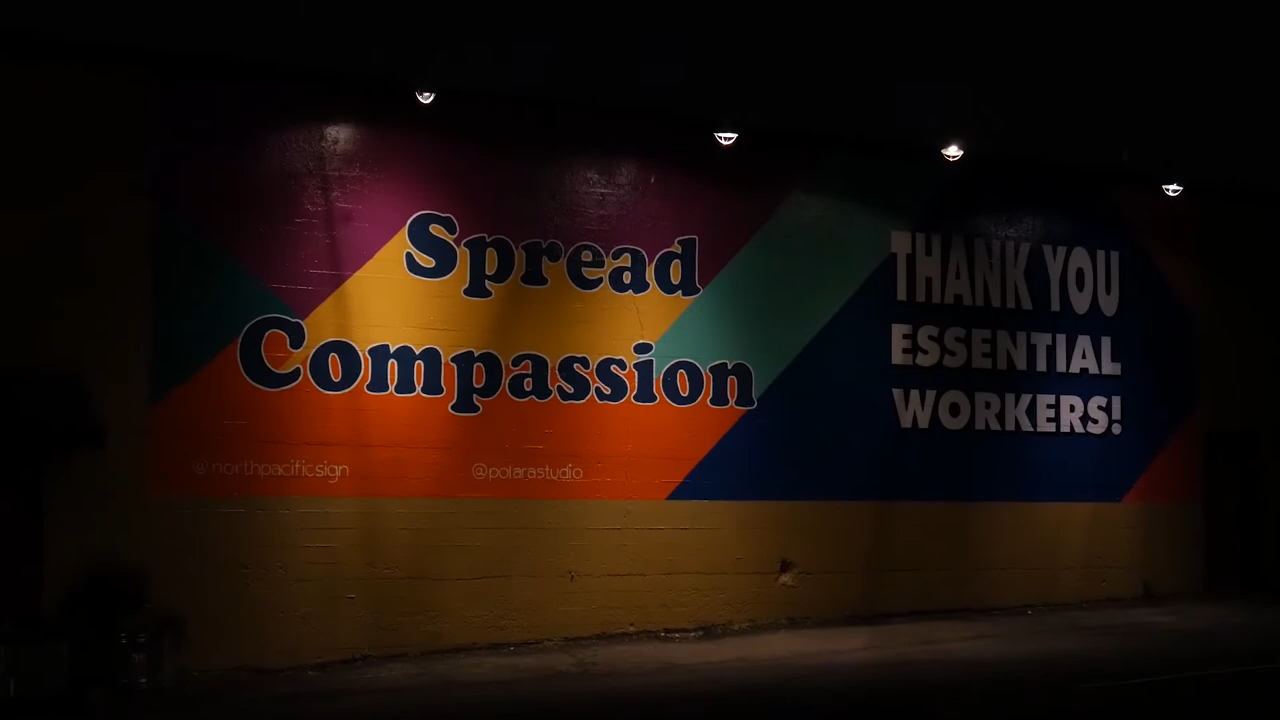 Spread
Compassion
@northpacificsign
@polarastudio
THANK YOU
ESSENTIAL
WORKERS!